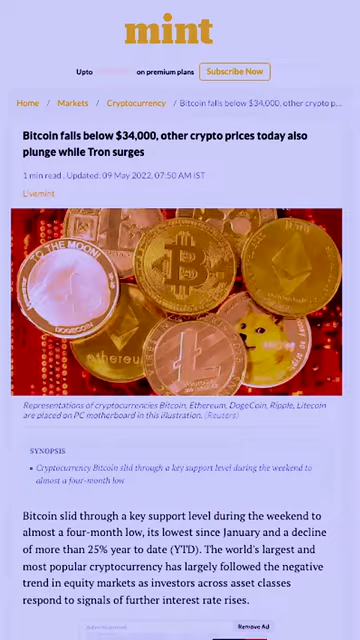 mint
Upto on premium plans Subscribe Now
Home / Markets / Cryptocurrency / Bitcoin falls below $34,000, other crypto p...
Bitcoin falls below $34,000, other crypto prices today also
plunge while Tron surges
1 min read . Updated: 09 May 2022, 07:50 AM IST
Livemint
TO THE MOON!
DOGECOIN
ethereum
Representations of cryptocurrencies Bitcoin, Ethereum, DogeCoin, Ripple, Litecoin
are placed on PC motherboard in this illustration. (Reuters)
SYNOPSIS
Cryptocurrency Bitcoin slid through a key support level during the weekend to
almost a four-month low
Bitcoin slid through a key support level during the weekend to
almost a four-month low, its lowest since January and a decline
of more than 25% year to date (YTD). The world's largest and
most popular cryptocurrency has largely followed the negative
trend in equity markets as investors across asset classes
respond to signals of further interest rate rises.
Advertisement
Remove Ad